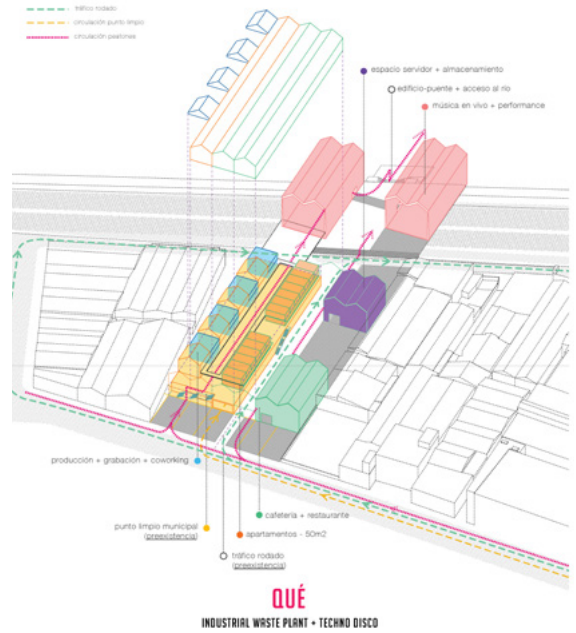 tráfico rodado
circulación punto limpio
circulación peatones
espacio servidor + almacenamiento
edificio-puente + acceso al río
música en vivo + performance
producción + grabación + coworking
cafetería + restaurante
punto limpio municipal
(preexistencia)
apartamentos - 50m2
tráfico rodado
(preexistencia)
QUÉ
INDUSTRIAL WASTE PLANT + TECHNO DISCO